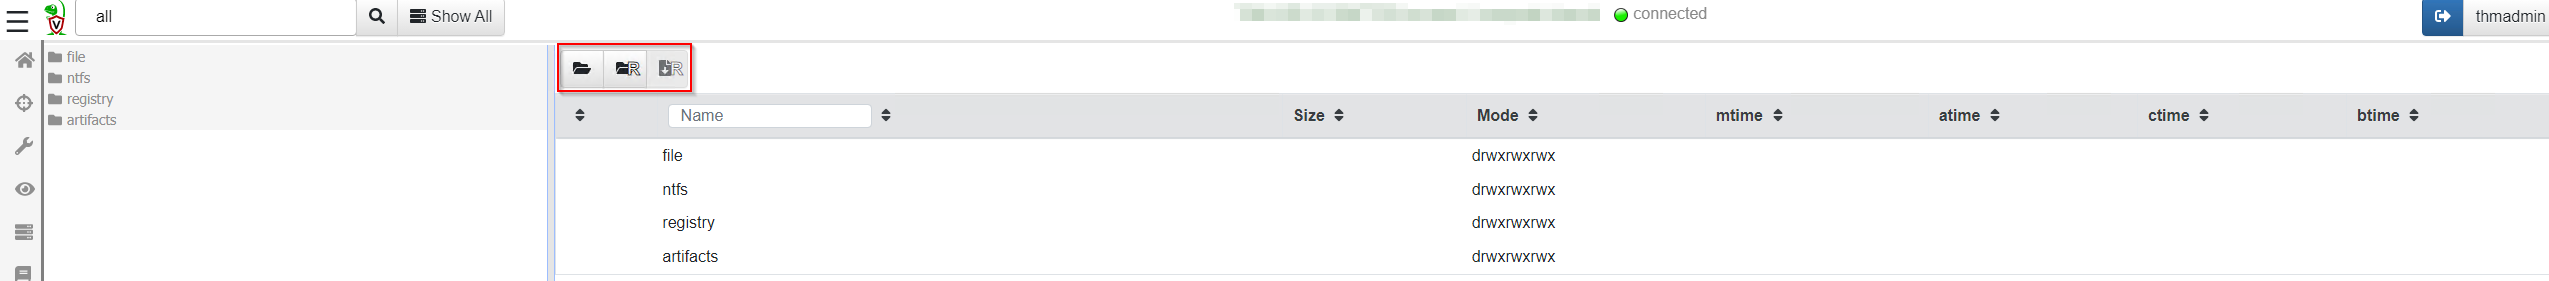 V all Show All connected thmadmin
file
ntfs
registry
artifacts
R R
Name Size Mode mtime atime ctime btime
file drwxrwxrwx
ntfs drwxrwxrwx
registry drwxrwxrwx
artifacts drwxrwxrwx